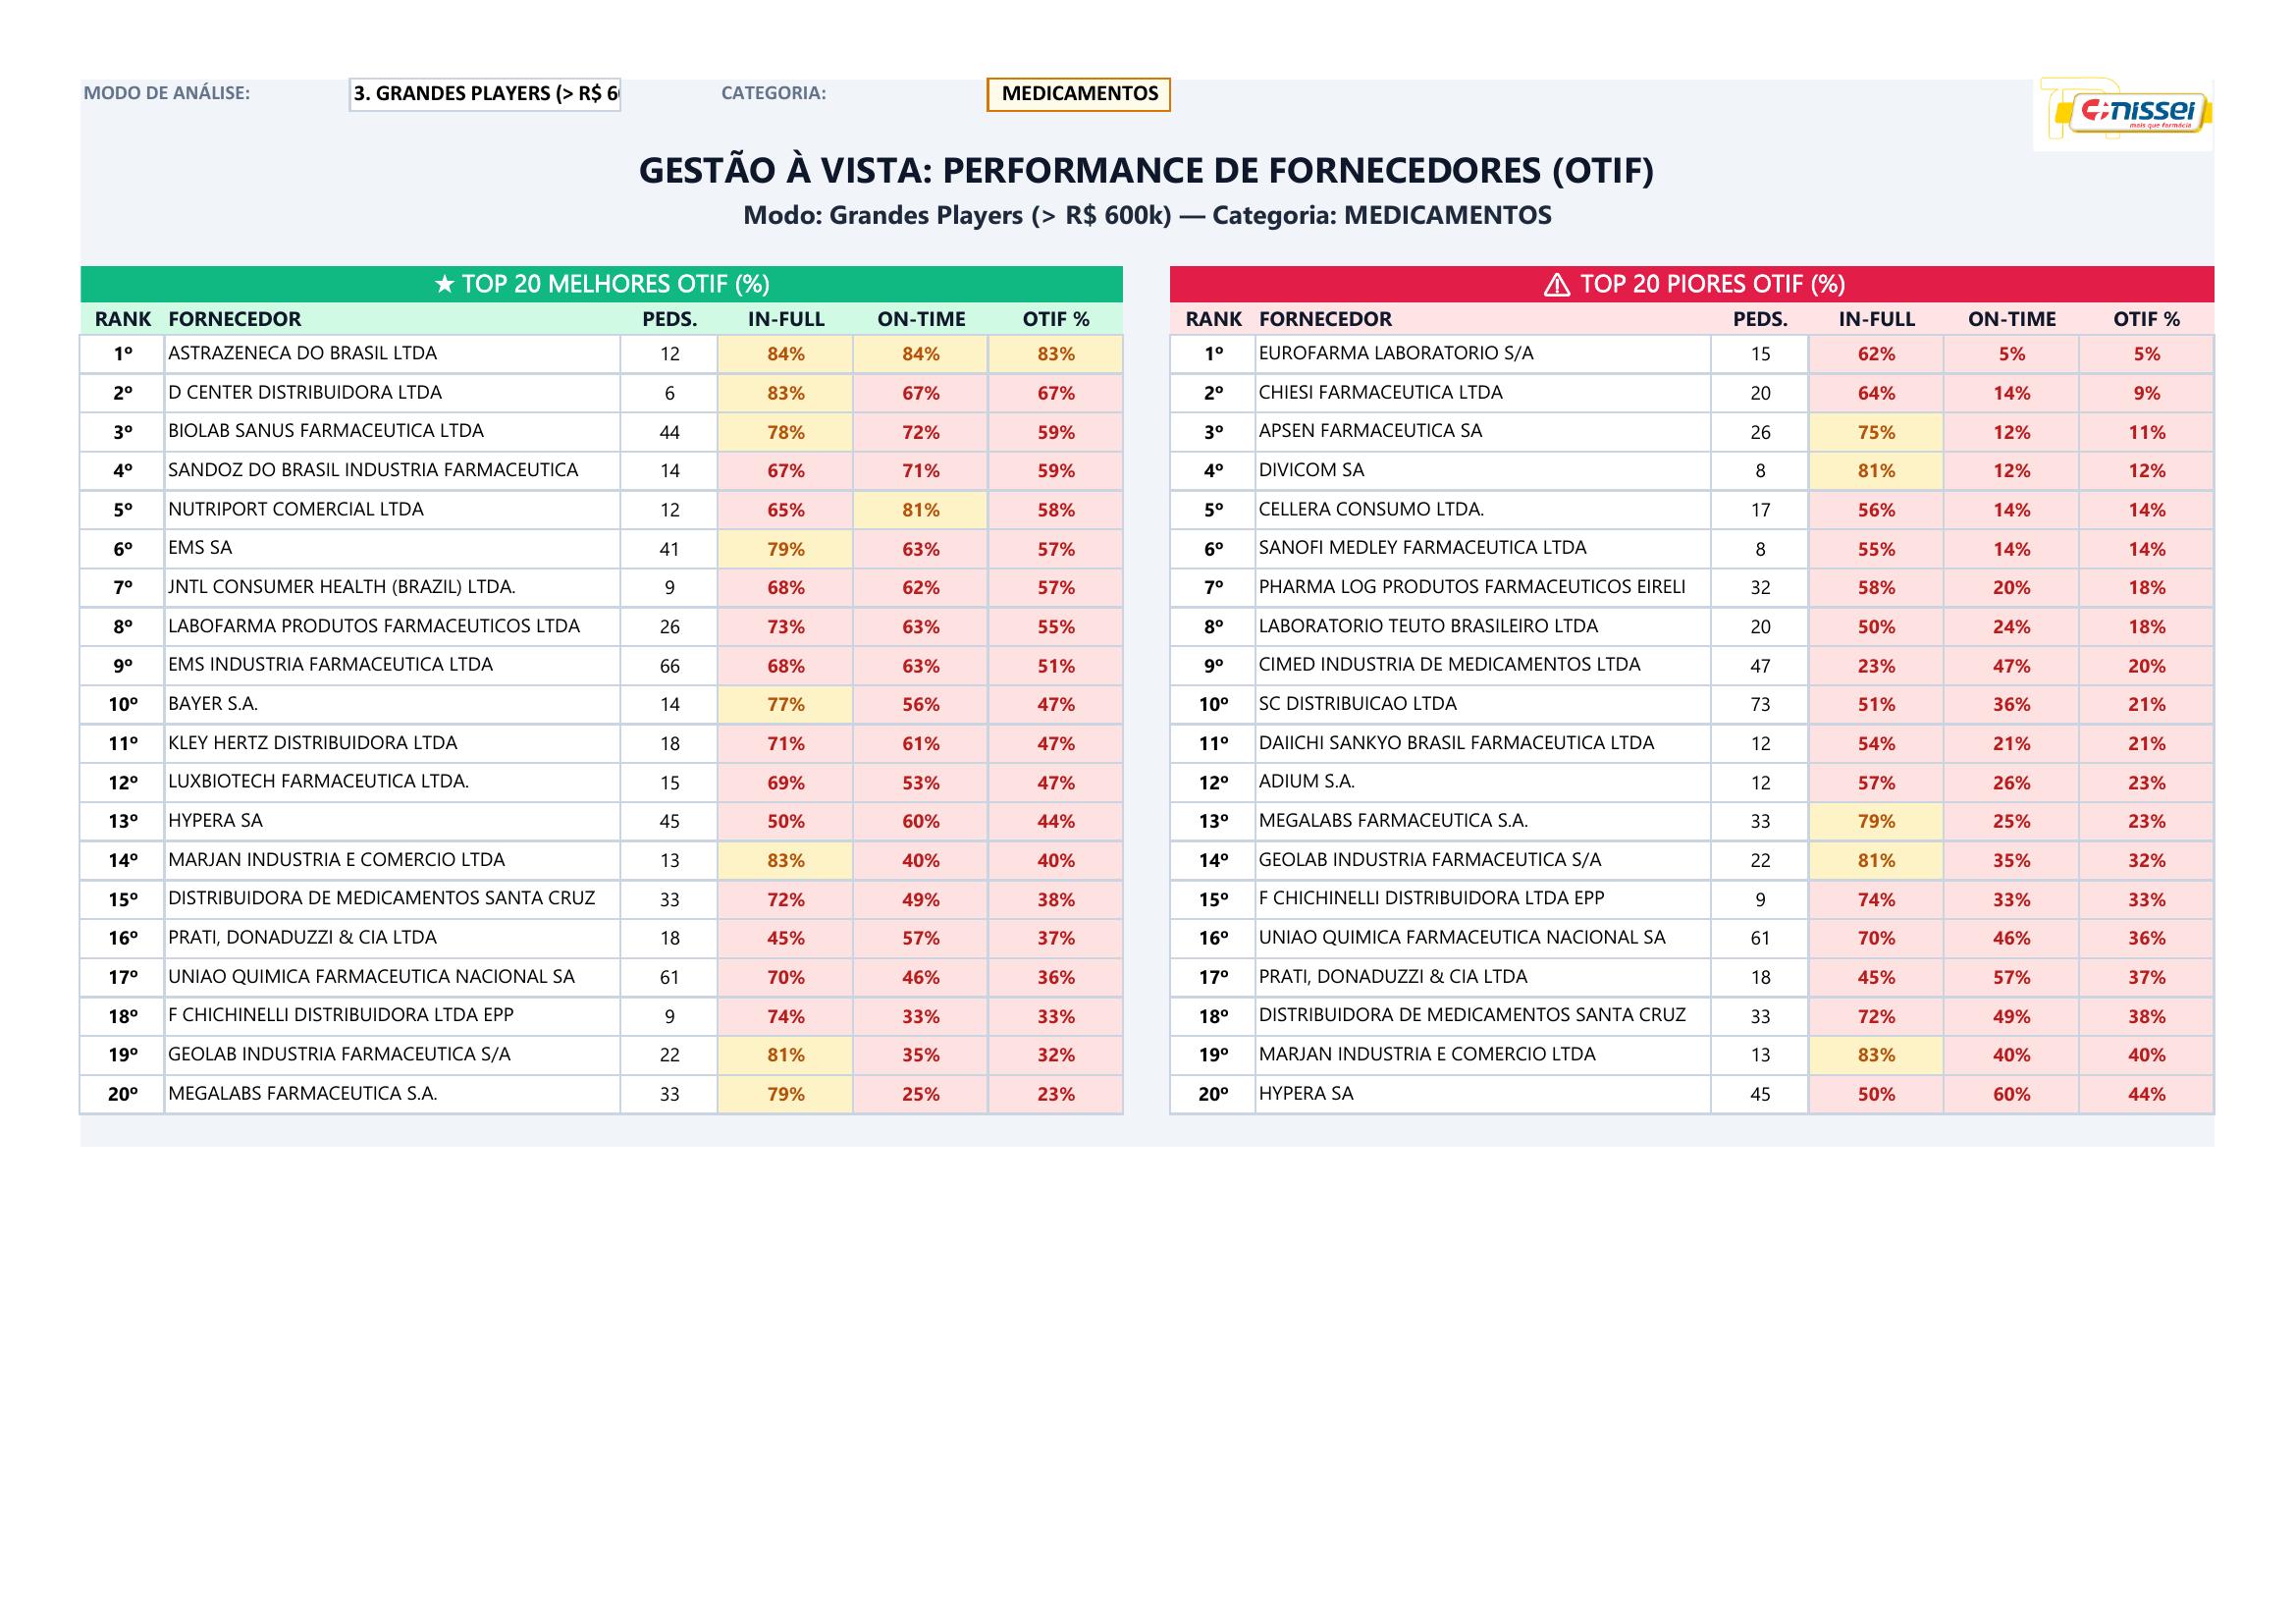 MODO DE ANÁLISE: 3. GRANDES PLAYERS (> R$ 6 CATEGORIA: MEDICAMENTOS
nissei
mais que farmácia
GESTÃO À VISTA: PERFORMANCE DE FORNECEDORES (OTIF)
Modo: Grandes Players (> R$ 600k) — Categoria: MEDICAMENTOS
★ TOP 20 MELHORES OTIF (%)
RANK FORNECEDOR PEDS. IN-FULL ON-TIME OTIF %
1º ASTRAZENECA DO BRASIL LTDA 12 84% 84% 83%
2º D CENTER DISTRIBUIDORA LTDA 6 83% 67% 67%
3º BIOLAB SANUS FARMACEUTICA LTDA 44 78% 72% 59%
4º SANDOZ DO BRASIL INDUSTRIA FARMACEUTICA 14 67% 71% 59%
5º NUTRIPORT COMERCIAL LTDA 12 65% 81% 58%
6º EMS SA 41 79% 63% 57%
7º JNTL CONSUMER HEALTH (BRAZIL) LTDA. 9 68% 62% 57%
8º LABOFARMA PRODUTOS FARMACEUTICOS LTDA 26 73% 63% 55%
9º EMS INDUSTRIA FARMACEUTICA LTDA 66 68% 63% 51%
10º BAYER S.A. 14 77% 56% 47%
11º KLEY HERTZ DISTRIBUIDORA LTDA 18 71% 61% 47%
12º LUXBIOTECH FARMACEUTICA LTDA. 15 69% 53% 47%
13º HYPERA SA 45 50% 60% 44%
14º MARJAN INDUSTRIA E COMERCIO LTDA 13 83% 40% 40%
15º DISTRIBUIDORA DE MEDICAMENTOS SANTA CRUZ 33 72% 49% 38%
16º PRATI, DONADUZZI & CIA LTDA 18 45% 57% 37%
17º UNIAO QUIMICA FARMACEUTICA NACIONAL SA 61 70% 46% 36%
18º F CHICHINELLI DISTRIBUIDORA LTDA EPP 9 74% 33% 33%
19º GEOLAB INDUSTRIA FARMACEUTICA S/A 22 81% 35% 32%
20º MEGALABS FARMACEUTICA S.A. 33 79% 25% 23%
⚠ TOP 20 PIORES OTIF (%)
RANK FORNECEDOR PEDS. IN-FULL ON-TIME OTIF %
1º EUROFARMA LABORATORIO S/A 15 62% 5% 5%
2º CHIESI FARMACEUTICA LTDA 20 64% 14% 9%
3º APSEN FARMACEUTICA SA 26 75% 12% 11%
4º DIVICOM SA 8 81% 12% 12%
5º CELLERA CONSUMO LTDA. 17 56% 14% 14%
6º SANOFI MEDLEY FARMACEUTICA LTDA 8 55% 14% 14%
7º PHARMA LOG PRODUTOS FARMACEUTICOS EIRELI 32 58% 20% 18%
8º LABORATORIO TEUTO BRASILEIRO LTDA 20 50% 24% 18%
9º CIMED INDUSTRIA DE MEDICAMENTOS LTDA 47 23% 47% 20%
10º SC DISTRIBUICAO LTDA 73 51% 36% 21%
11º DAIICHI SANKYO BRASIL FARMACEUTICA LTDA 12 54% 21% 21%
12º ADIUM S.A. 12 57% 26% 23%
13º MEGALABS FARMACEUTICA S.A. 33 79% 25% 23%
14º GEOLAB INDUSTRIA FARMACEUTICA S/A 22 81% 35% 32%
15º F CHICHINELLI DISTRIBUIDORA LTDA EPP 9 74% 33% 33%
16º UNIAO QUIMICA FARMACEUTICA NACIONAL SA 61 70% 46% 36%
17º PRATI, DONADUZZI & CIA LTDA 18 45% 57% 37%
18º DISTRIBUIDORA DE MEDICAMENTOS SANTA CRUZ 33 72% 49% 38%
19º MARJAN INDUSTRIA E COMERCIO LTDA 13 83% 40% 40%
20º HYPERA SA 45 50% 60% 44%